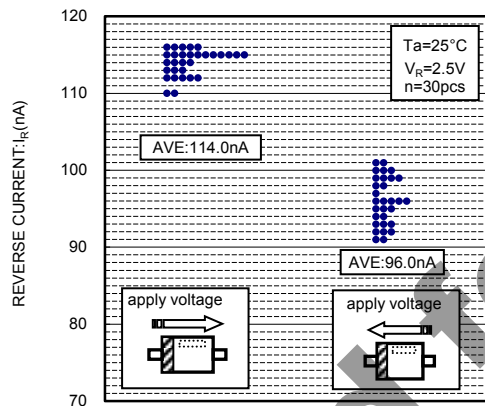 120
110
100
90
80
70
REVERSE CURRENT:IR(nA)
Ta=25°C
VR=2.5V
n=30pcs
AVE:114.0nA
AVE:96.0nA
apply voltage
apply voltage